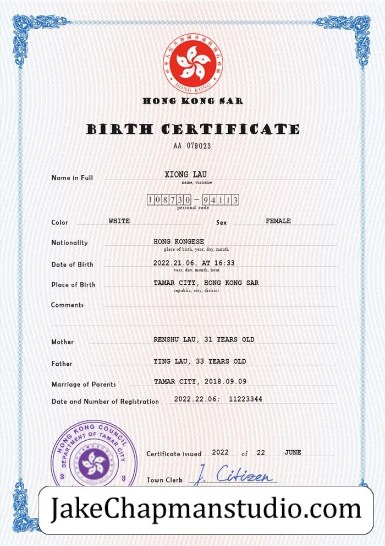 HONG KONG
HONG KONG SAR
BIRTH CERTIFICATE
AA 079023
Name in Full XIONG LAU
name, surname
108730-94113
personal code
Color WHITE Sex FEMALE
Nationality HONG KONGESE
place of birth, year, day, month
Date of Birth 2022.21.06. AT 16:33
year, day, month, hour
Place of Birth TAMAR CITY, HONG KONG SAR
republic, city, district
Comments
Mother RENSHU LAU, 31 YEARS OLD
Father YING LAU, 33 YEARS OLD
Marriage of Parents TAMAR CITY, 2018.09.09
Date and Number of Registration 2022.22.06; 11223344
HONG KONG COUNCIL
DEPARTMENT OF TAMAR CITY
Certificate Issued 2022 of 22 JUNE
Town Clerk J. Citizen
JakeChapmanstudio.com